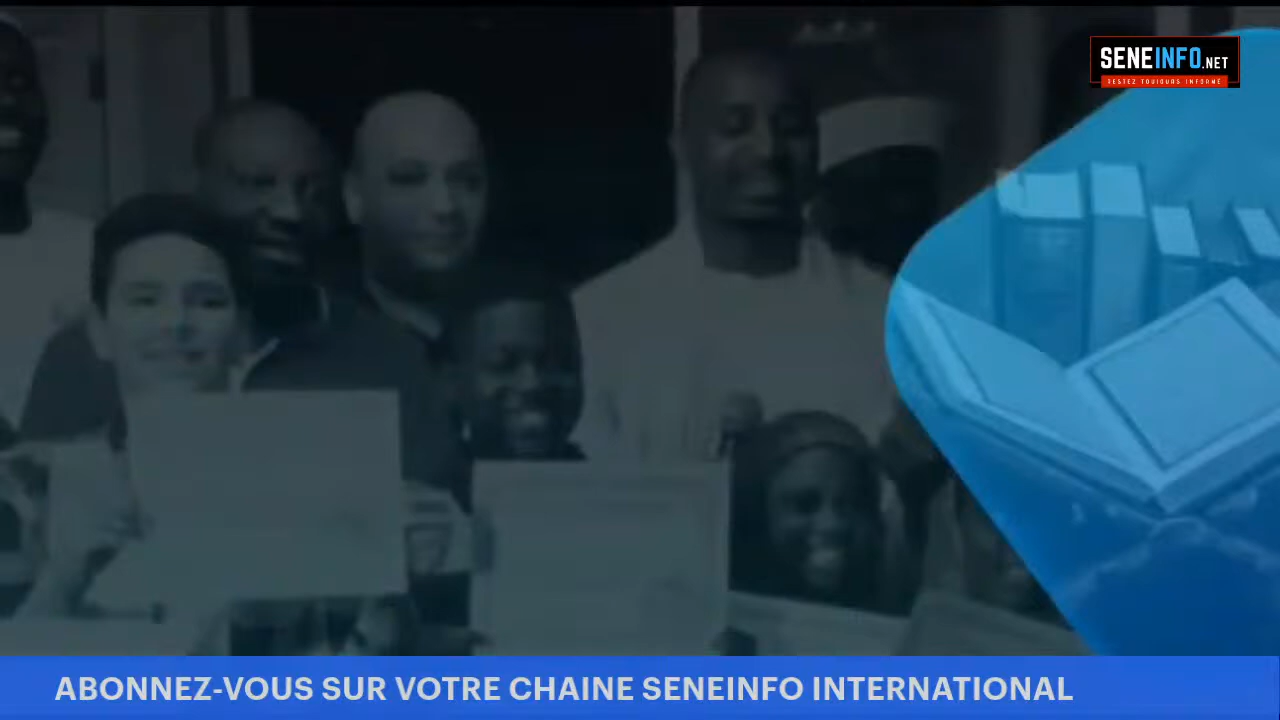 SENEINFO.NET
RESTEZ TOUJOURS INFORMÉ
ABONNEZ-VOUS SUR VOTRE CHAINE SENEINFO INTERNATIONAL